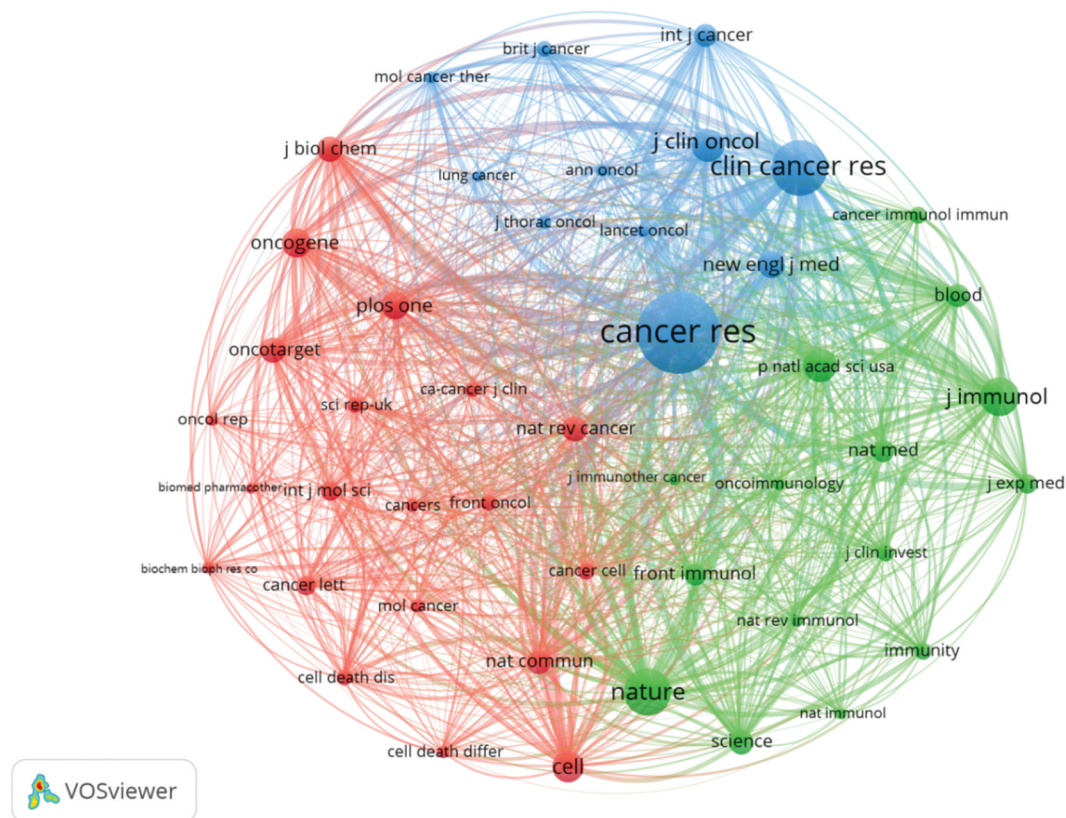 int j cancer
brit j cancer
mol cancer ther
j clin oncol
j biol chem
clin cancer res
ann oncol
lung cancer
cancer immunol immun
j thorac oncol
lancet oncol
oncogene
new engl j med
blood
plos one
cancer res
oncotarget
p natl acad sci usa
ca-cancer j clin
j immunol
sci rep-uk
oncol rep
nat rev cancer
nat med
j immunother cancer
oncoimmunology
j exp med
biomed pharmacother
int j mol sci
cancers
front oncol
j clin invest
biochem bioph res co
cancer cell
front immunol
cancer lett
mol cancer
nat rev immunol
immunity
nat commun
cell death dis
nature
nat immunol
science
cell death differ
cell
VOSviewer